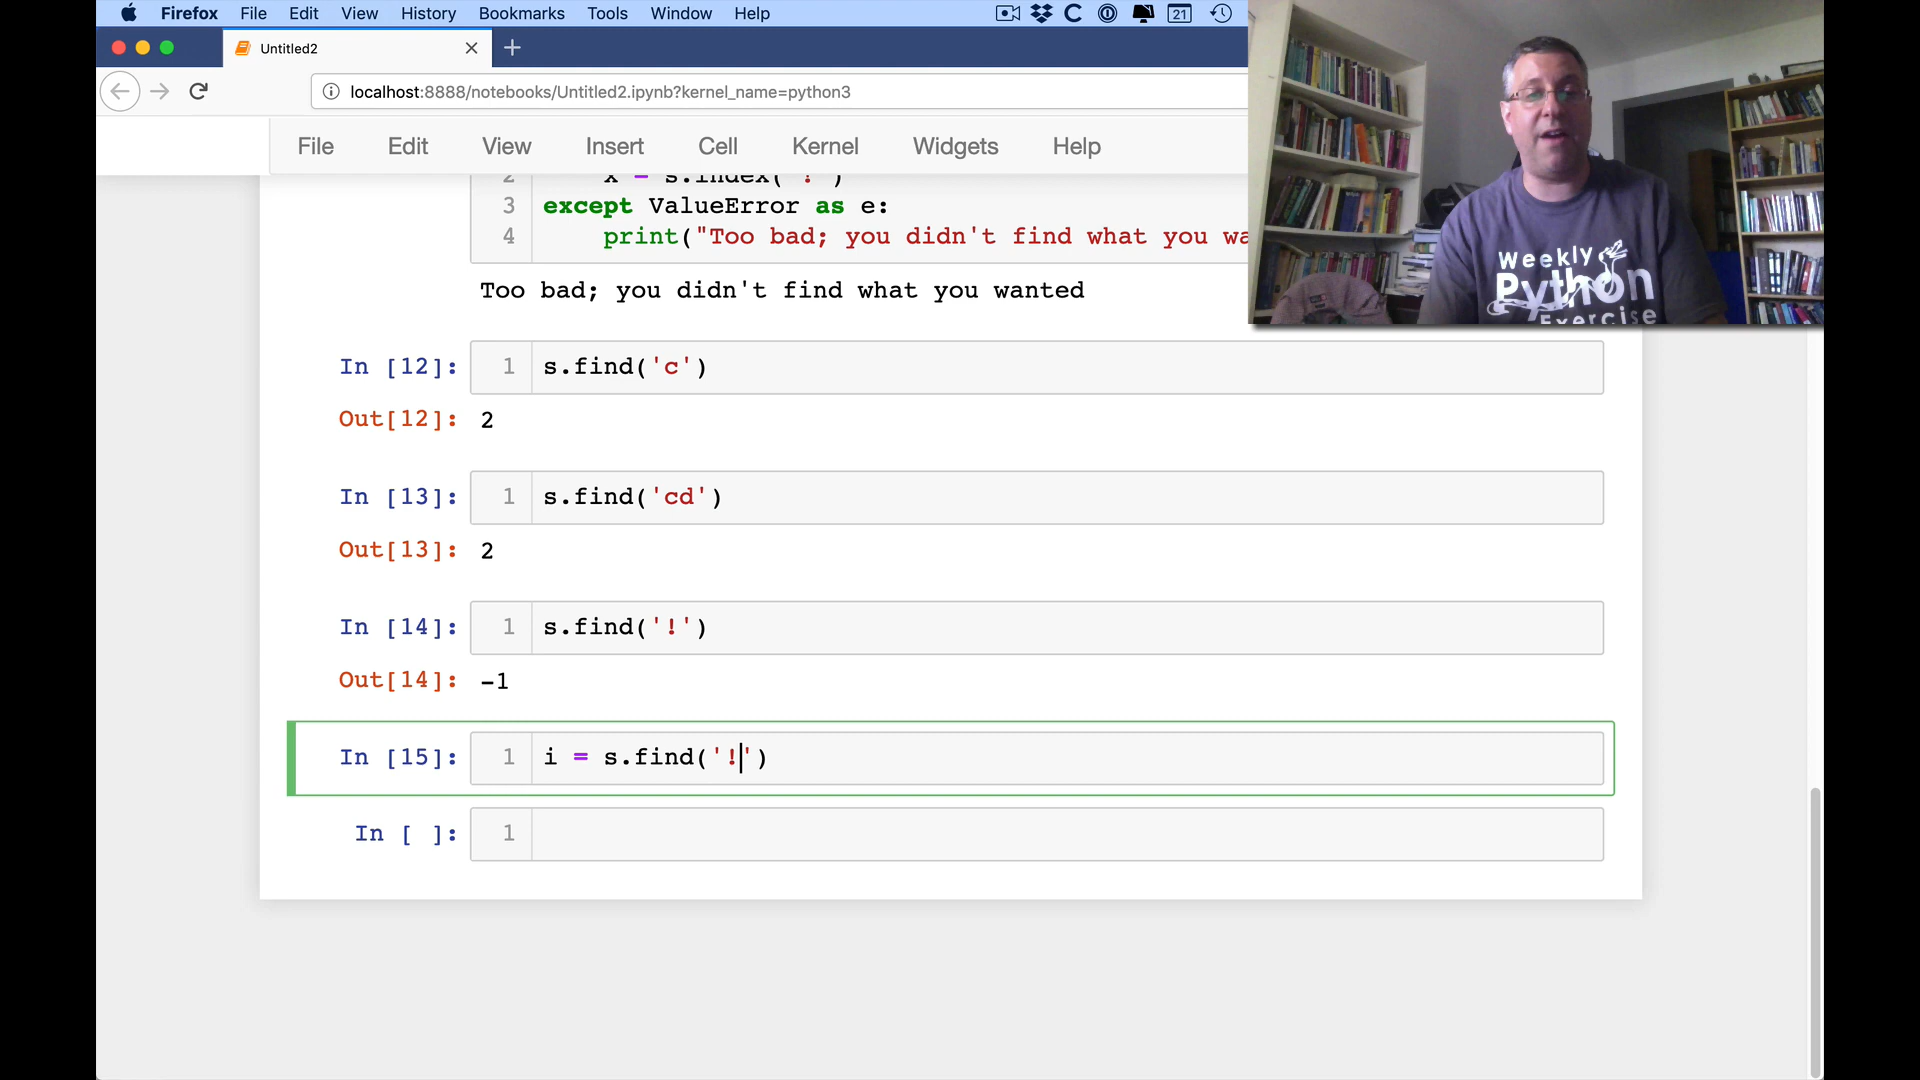 Firefox File Edit View History Bookmarks Tools Window Help 21
Untitled2
localhost:8888/notebooks/Untitled2.ipynb?kernel_name=python3
File Edit View Insert Cell Kernel Widgets Help
2 x = s.index('!')
3 except ValueError as e:
4 print("Too bad; you didn't find what you wa
Too bad; you didn't find what you wanted
Weekly
Python
Exercise
In [12]: 1 s.find('c')
Out[12]: 2
In [13]: 1 s.find('cd')
Out[13]: 2
In [14]: 1 s.find('!')
Out[14]: -1
In [15]: 1 i = s.find('!')
In [ ]: 1